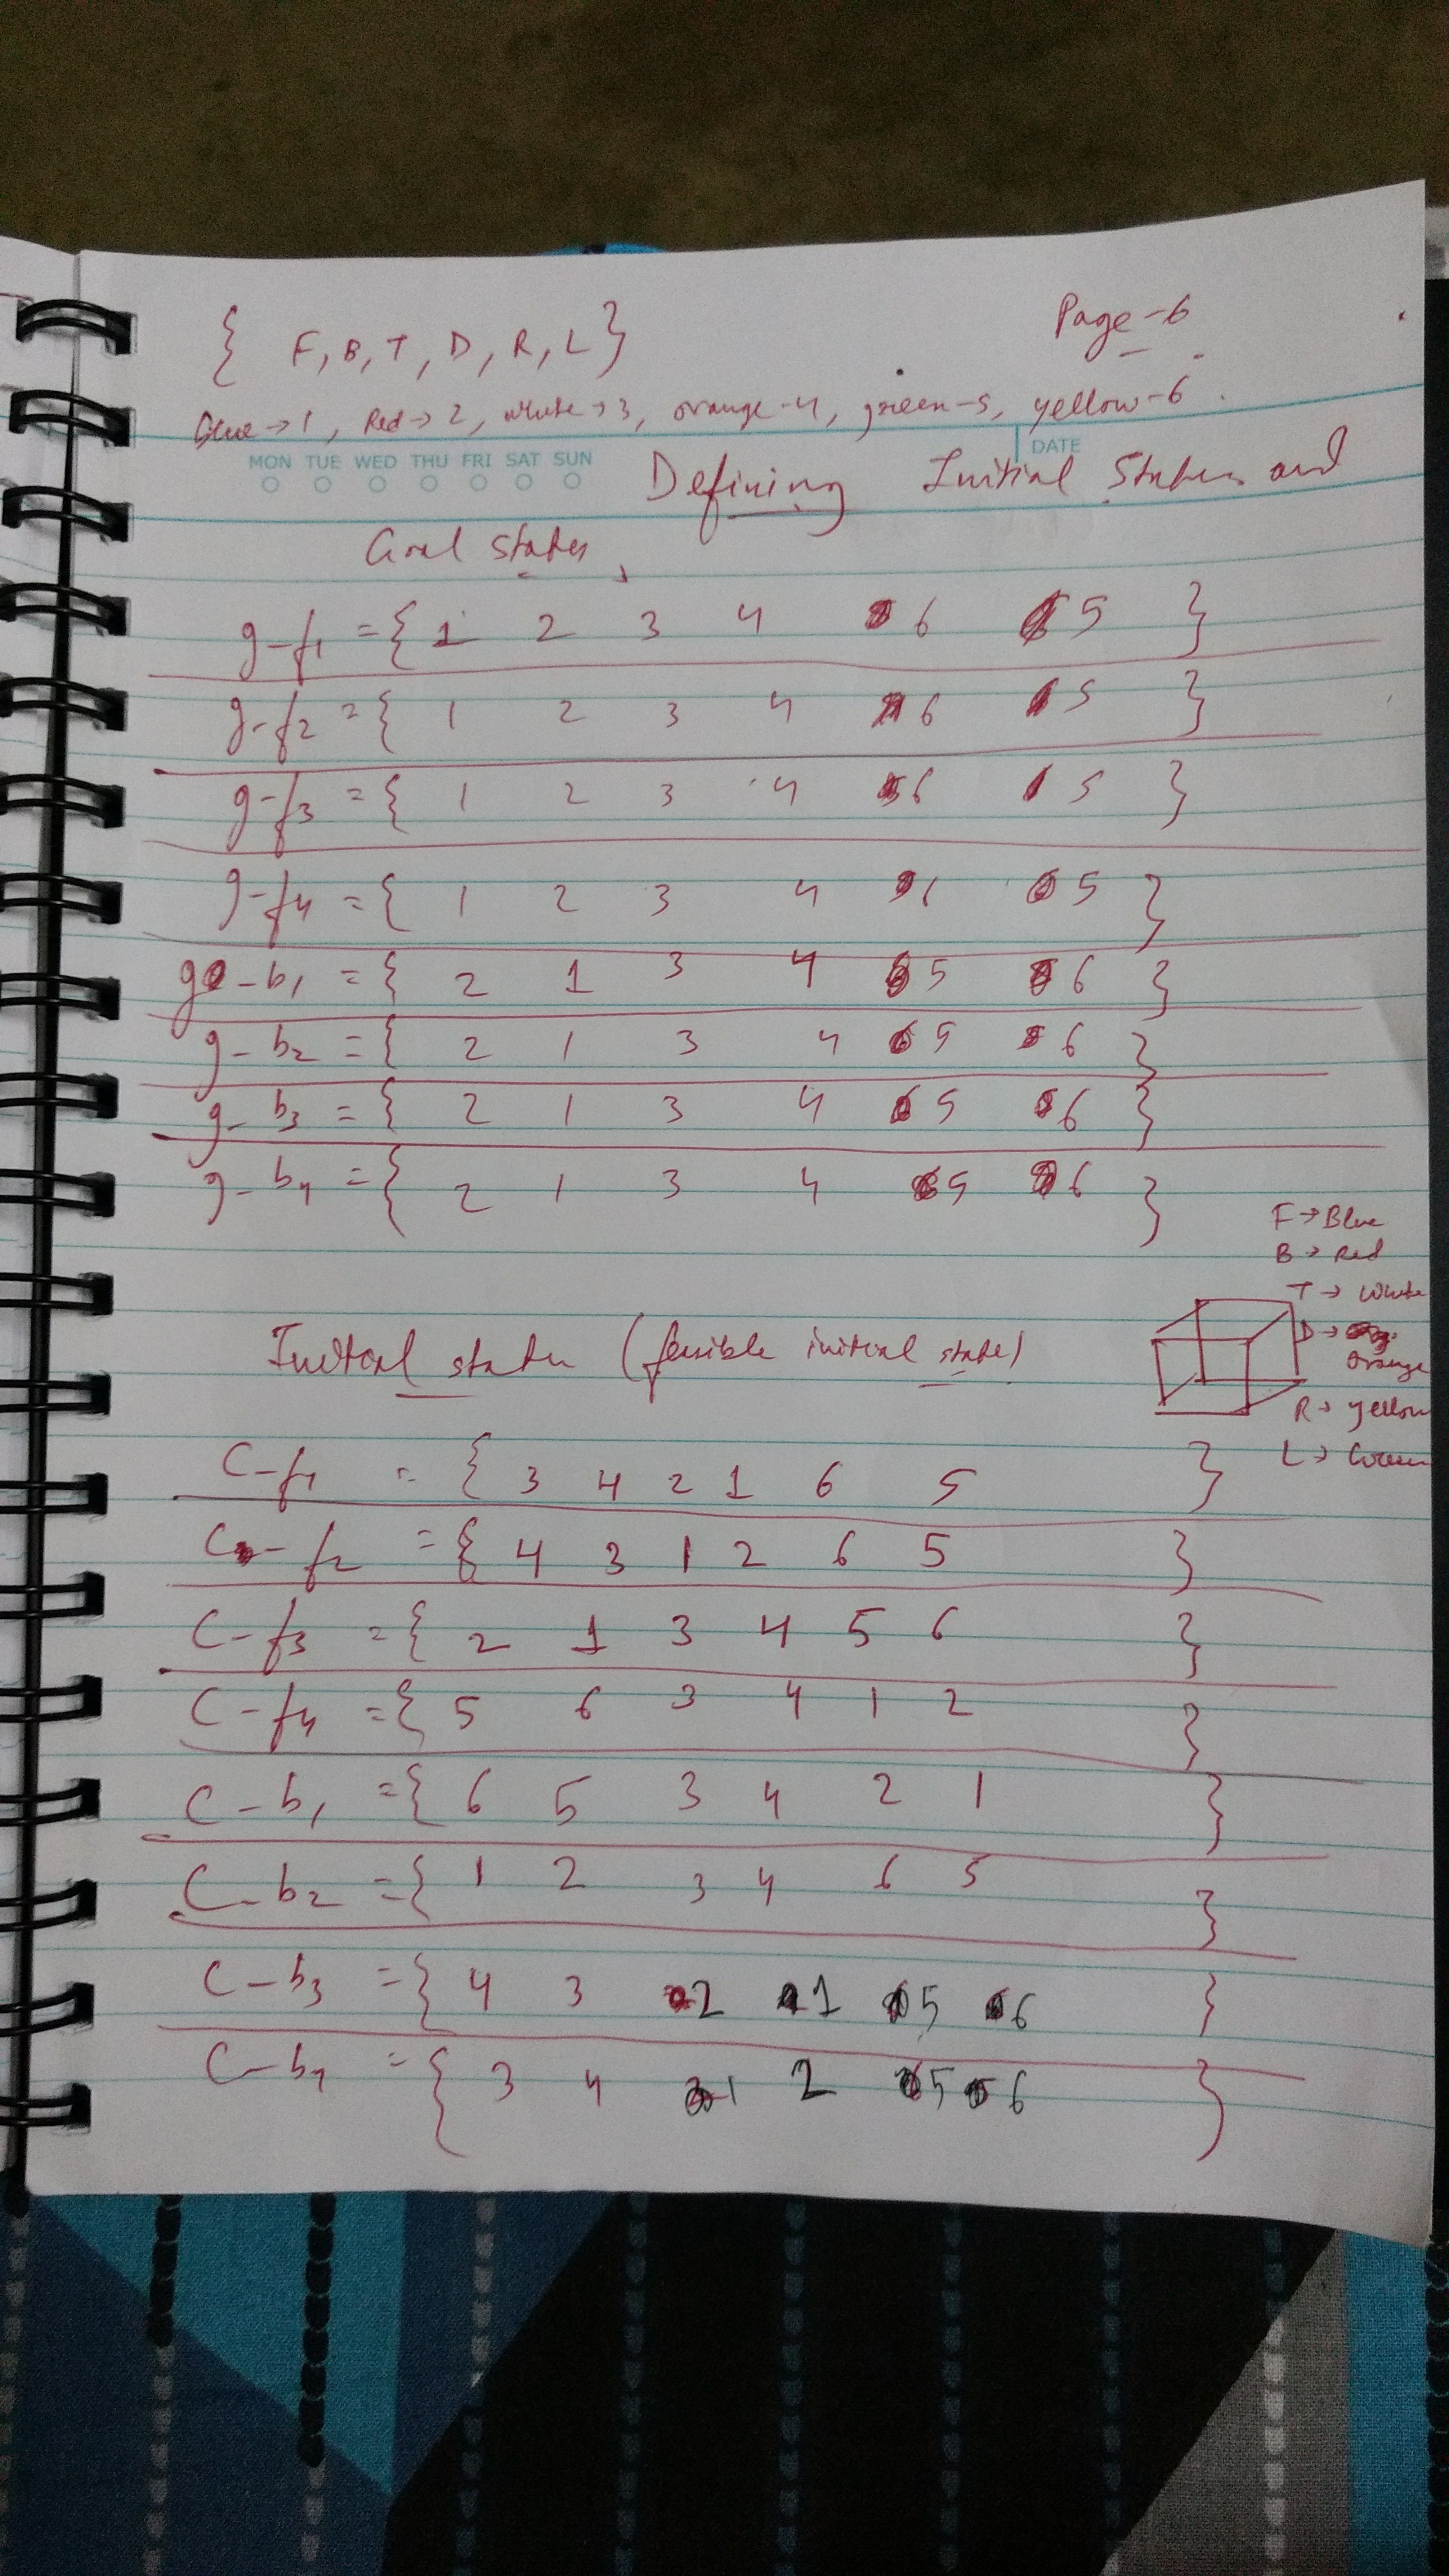 { F, B, T, D, R, L }
Page-6
Blue → 1, Red → 2, white → 3, orange-4, green-5, yellow-6.
MON TUE WED THU FRI SAT SUN
DATE
Defining Initial States and
Goal states,
g-f1 = { 1 2 3 4 6 5 }
g-f2 = { 1 2 3 4 6 5 }
g-f3 = { 1 2 3 4 6 5 }
g-f4 = { 1 2 3 4 6 5 }
g-b1 = { 2 1 3 4 5 6 }
g-b2 = { 2 1 3 4 5 6 }
g-b3 = { 2 1 3 4 5 6 }
g-b4 = { 2 1 3 4 5 6 }
F → Blue
B → Red
T → White
D → orange
R → yellow
L → Green
Initial state (feasible initial state)
C-f1 = { 3 4 2 1 6 5 }
C-f2 = { 4 3 1 2 6 5 }
C-f3 = { 2 1 3 4 5 6 }
C-f4 = { 5 6 3 4 1 2 }
C-b1 = { 6 5 3 4 2 1 }
C-b2 = { 1 2 3 4 6 5 }
C-b3 = { 4 3 2 1 5 6 }
C-b4 = { 3 4 1 2 5 6 }